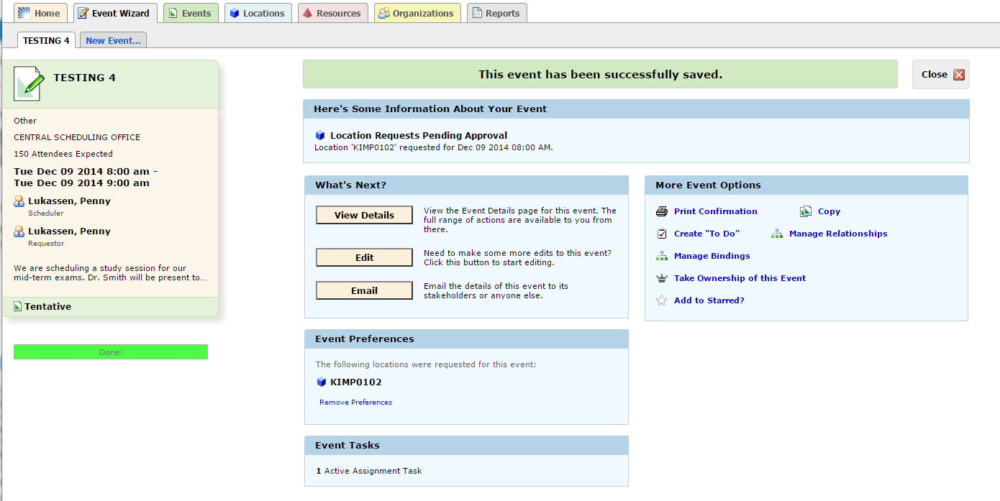 Home
Event Wizard
Events
Locations
Resources
Organizations
Reports
TESTING 4
New Event...
TESTING 4
Other
CENTRAL SCHEDULING OFFICE
150 Attendees Expected
Tue Dec 09 2014 8:00 am -
Tue Dec 09 2014 9:00 am
Lukassen, Penny
Scheduler
Lukassen, Penny
Requestor
We are scheduling a study session for our
mid-term exams. Dr. Smith will be present to...
Tentative
Done!
This event has been successfully saved.
Close
Here's Some Information About Your Event
Location Requests Pending Approval
Location 'KIMP0102' requested for Dec 09 2014 08:00 AM.
What's Next?
View Details
View the Event Details page for this event. The
full range of actions are available to you from
there.
Edit
Need to make some more edits to this event?
Click this button to start editing.
Email
Email the details of this event to its
stakeholders or anyone else.
More Event Options
Print Confirmation
Copy
Create "To Do"
Manage Relationships
Manage Bindings
Take Ownership of this Event
Add to Starred?
Event Preferences
The following locations were requested for this event:
KIMP0102
Remove Preferences
Event Tasks
1 Active Assignment Task